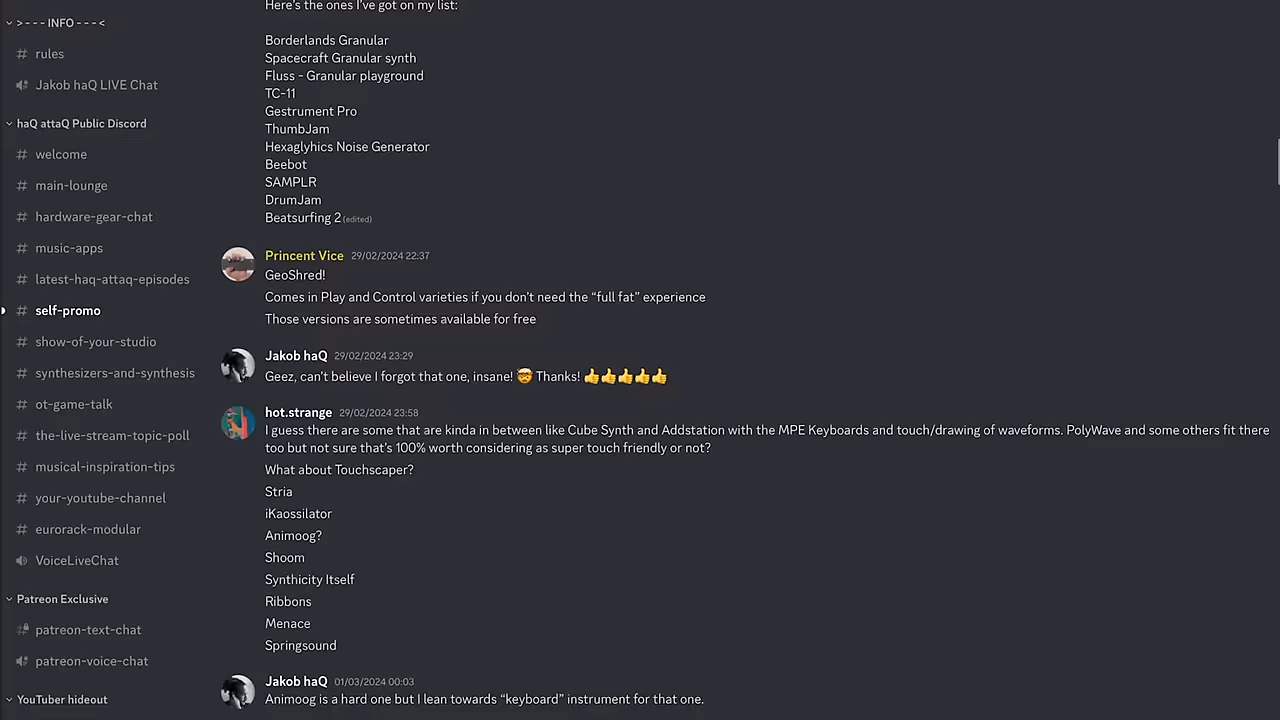 >--- INFO ---<
# rules
Jakob haQ LIVE Chat
haQ attaQ Public Discord
# welcome
# main-lounge
# hardware-gear-chat
# music-apps
# latest-haq-attaq-episodes
# self-promo
# show-of-your-studio
# synthesizers-and-synthesis
# ot-game-talk
# the-live-stream-topic-poll
# musical-inspiration-tips
# your-youtube-channel
# eurorack-modular
VoiceLiveChat
Patreon Exclusive
# patreon-text-chat
patreon-voice-chat
YouTuber hideout
Here's the ones I've got on my list:
Borderlands Granular
Spacecraft Granular synth
Fluss - Granular playground
TC-11
Gestrument Pro
ThumbJam
Hexaglyhics Noise Generator
Beebot
SAMPLR
DrumJam
Beatsurfing 2 (edited)
Princent Vice 29/02/2024 22:37
GeoShred!
Comes in Play and Control varieties if you don't need the “full fat” experience
Those versions are sometimes available for free
Jakob haQ 29/02/2024 23:29
Geez, can't believe I forgot that one, insane! 🤯 Thanks! 👍👍👍👍👍
hot.strange 29/02/2024 23:58
I guess there are some that are kinda in between like Cube Synth and Addstation with the MPE Keyboards and touch/drawing of waveforms. PolyWave and some others fit there
too but not sure that's 100% worth considering as super touch friendly or not?
What about Touchscaper?
Stria
iKaossilator
Animoog?
Shoom
Synthicity Itself
Ribbons
Menace
Springsound
Jakob haQ 01/03/2024 00:03
Animoog is a hard one but I lean towards “keyboard” instrument for that one.